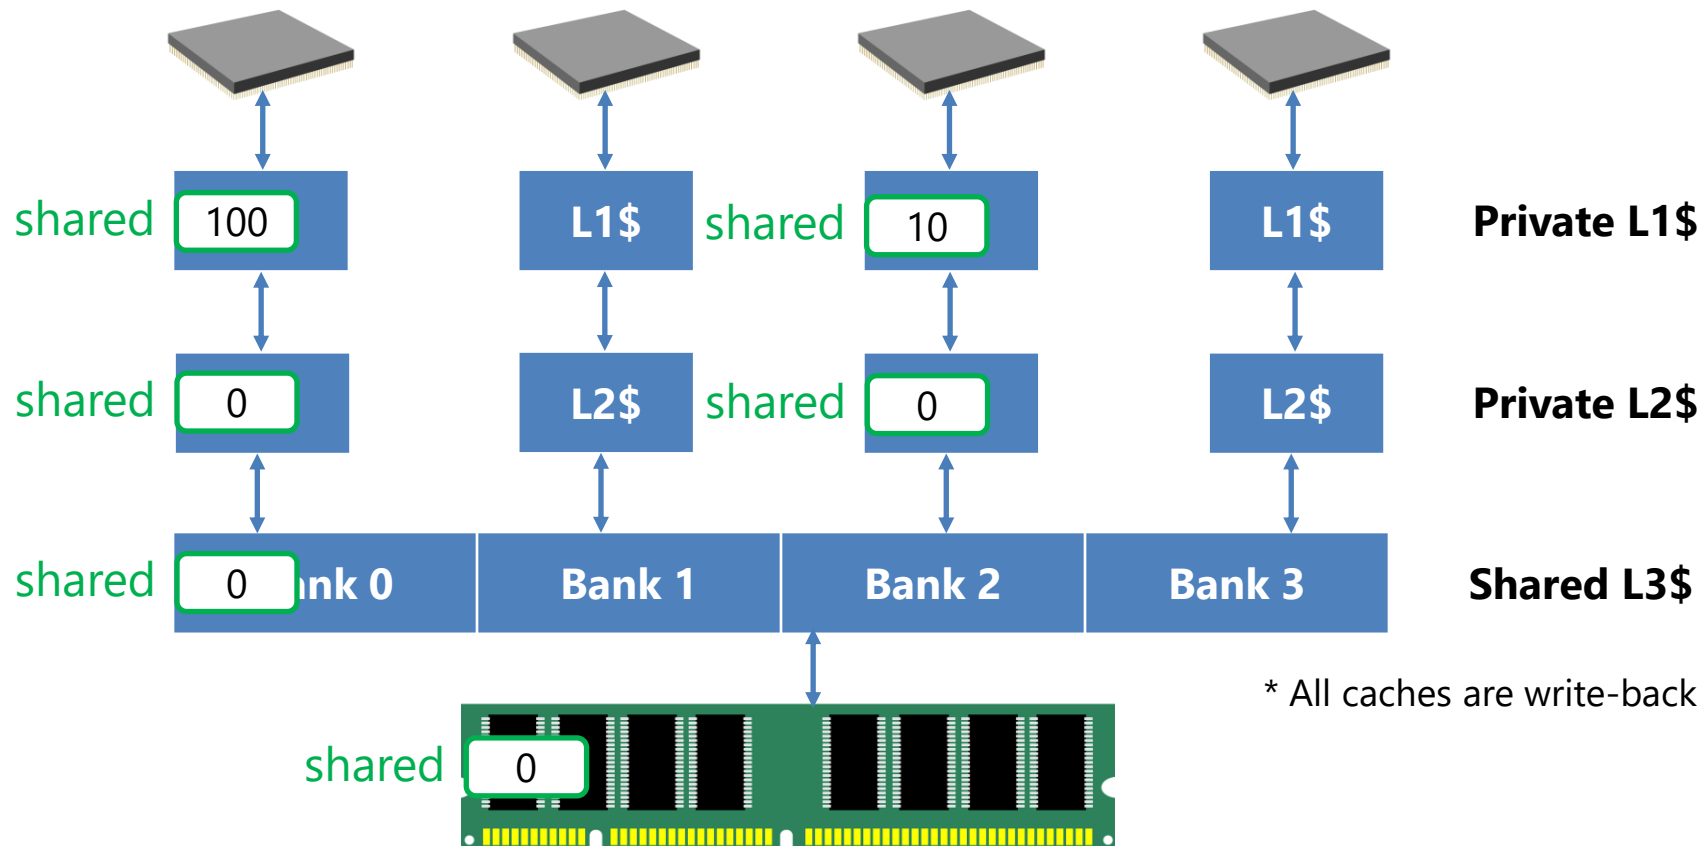 shared 100 L1$ shared 10 L1$ Private L1$
shared 0 L2$ shared 0 L2$ Private L2$
shared 0 ank 0 Bank 1 Bank 2 Bank 3 Shared L3$
* All caches are write-back
shared 0